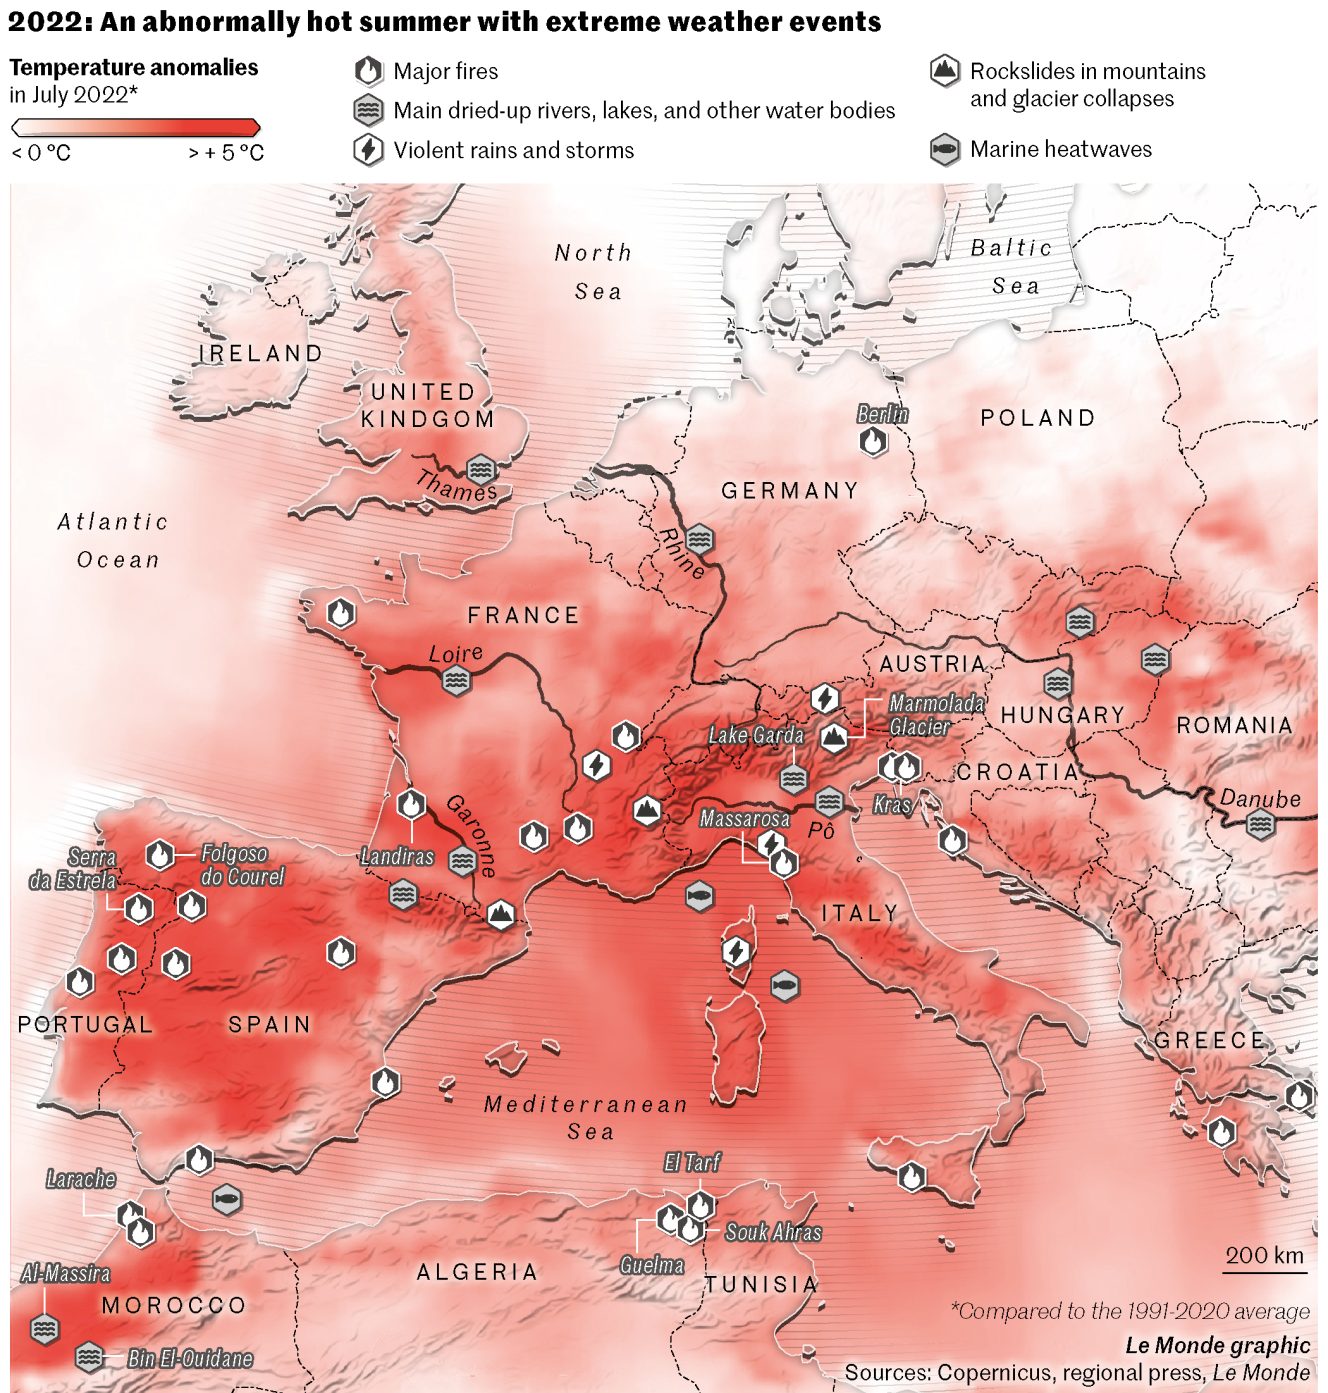 2022: An abnormally hot summer with extreme weather events
Temperature anomalies
in July 2022*
< 0 °C
> + 5 °C
Major fires
Main dried-up rivers, lakes, and other water bodies
Violent rains and storms
Rockslides in mountains
and glacier collapses
Marine heatwaves
North
Sea
Baltic
Sea
IRELAND
UNITED
KINDGOM
Thames
Berlin
POLAND
GERMANY
Atlantic
Ocean
Rhine
FRANCE
Loire
AUSTRIA
Marmolada
Glacier
HUNGARY
ROMANIA
Lake Garda
CROATIA
Kras
Danube
Garonne
Massarosa
Pô
Landiras
Serra
da Estrela
Folgoso
do Courel
ITALY
PORTUGAL
SPAIN
GREECE
Mediterranean
Sea
Larache
El Tarf
Souk Ahras
Guelma
Al-Massira
ALGERIA
TUNISIA
MOROCCO
Bin El-Ouidane
200 km
*Compared to the 1991-2020 average
Le Monde graphic
Sources: Copernicus, regional press, Le Monde